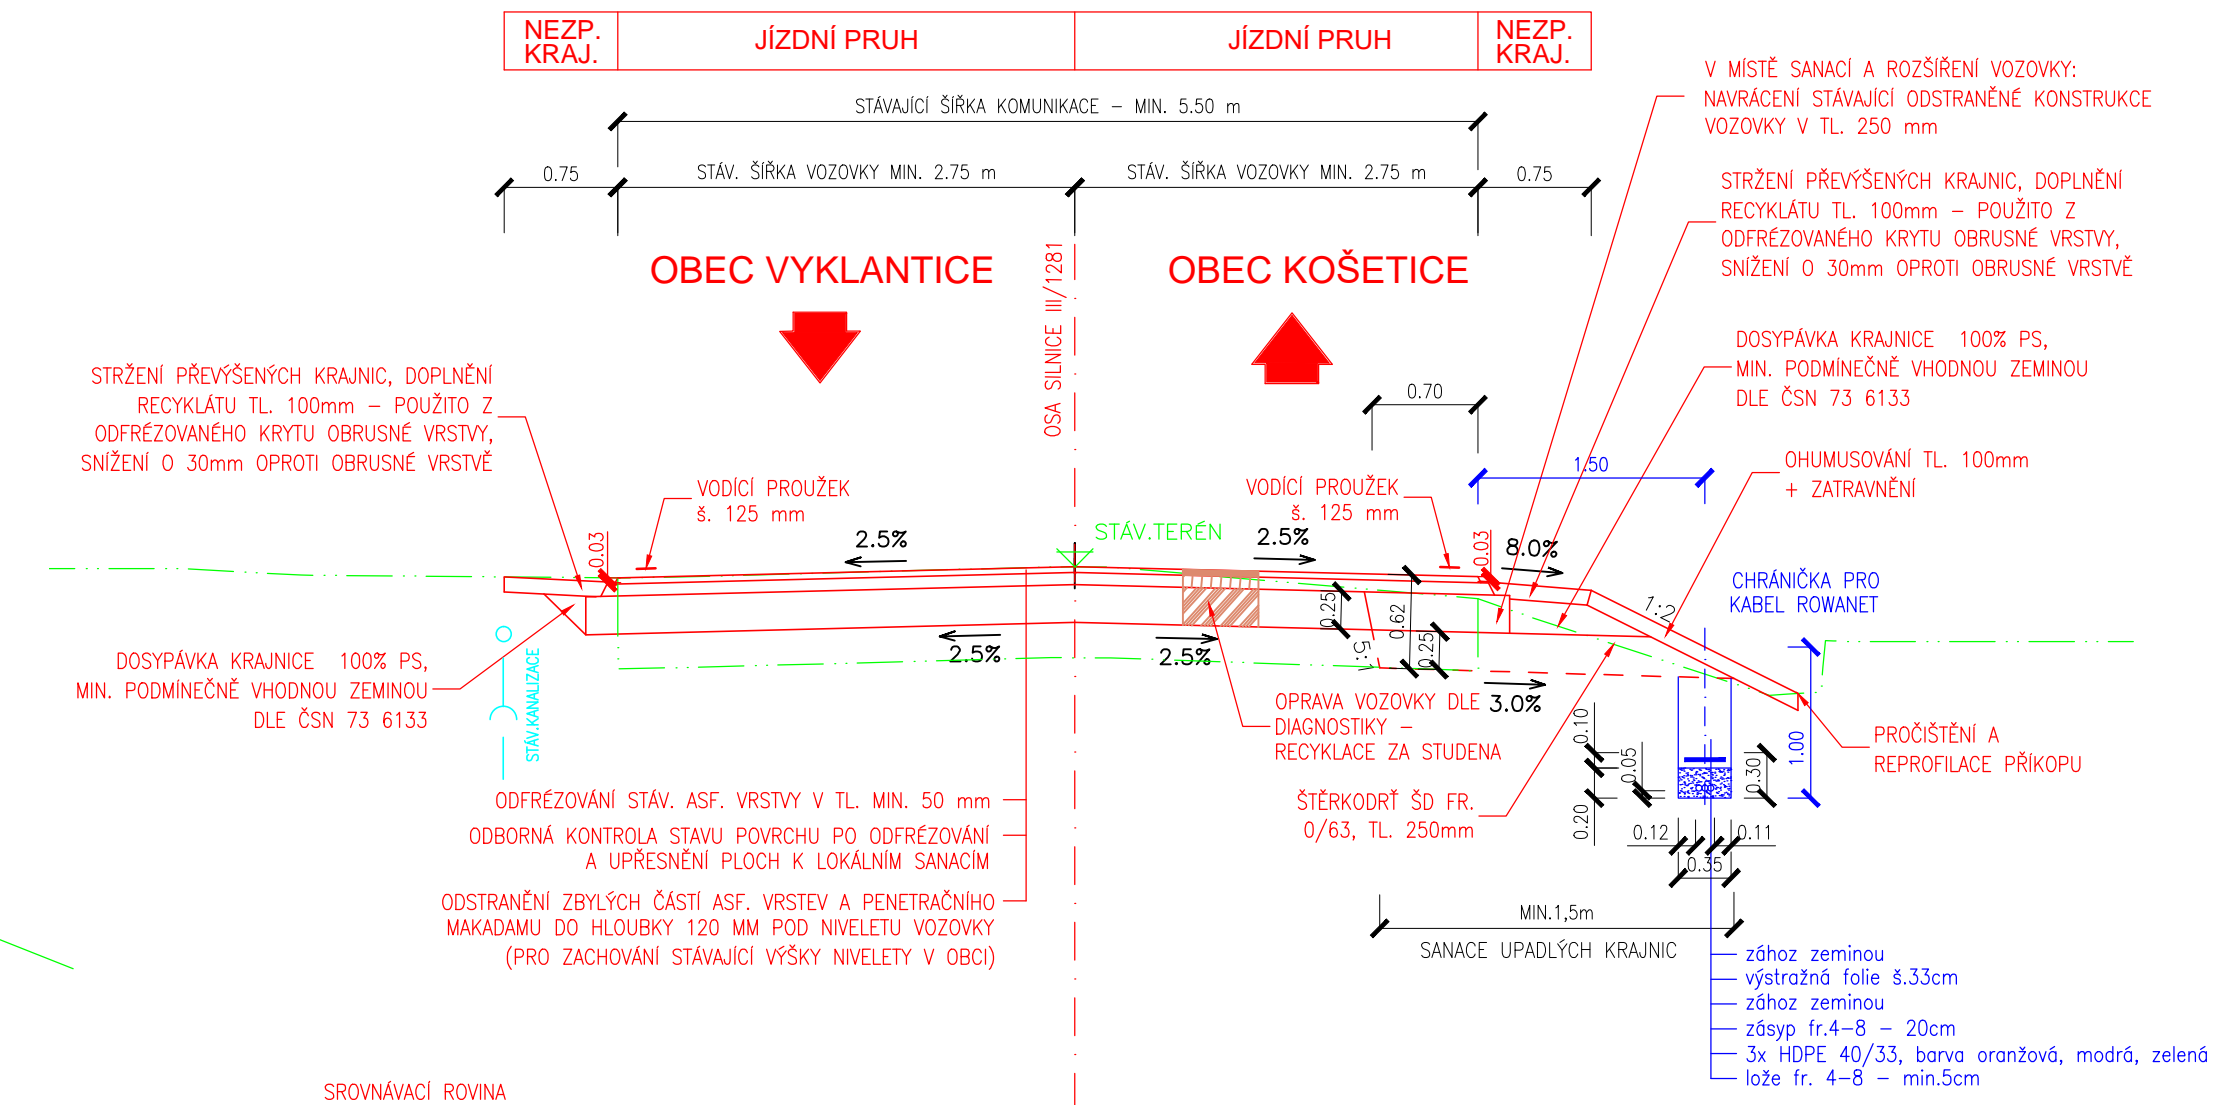 NEZP.
KRAJ.
JÍZDNÍ PRUH
JÍZDNÍ PRUH
NEZP.
KRAJ.
STÁVAJÍCÍ ŠÍŘKA KOMUNIKACE – MIN. 5.50 m
0.75
STÁV. ŠÍŘKA VOZOVKY MIN. 2.75 m
STÁV. ŠÍŘKA VOZOVKY MIN. 2.75 m
0.75
V MÍSTĚ SANACÍ A ROZŠÍŘENÍ VOZOVKY:
NAVRÁCENÍ STÁVAJÍCÍ ODSTRANĚNÉ KONSTRUKCE
VOZOVKY V TL. 250 mm
STRŽENÍ PŘEVÝŠENÝCH KRAJNIC, DOPLNĚNÍ
RECYKLÁTU TL. 100mm – POUŽITO Z
ODFRÉZOVANÉHO KRYTU OBRUSNÉ VRSTVY,
SNÍŽENÍ O 30mm OPROTI OBRUSNÉ VRSTVĚ
OBEC VYKLANTICE
OBEC KOŠETICE
OSA SILNICE III/1281
DOSYPÁVKA KRAJNICE  100% PS,
MIN. PODMÍNEČNĚ VHODNOU ZEMINOU
DLE ČSN 73 6133
STRŽENÍ PŘEVÝŠENÝCH KRAJNIC, DOPLNĚNÍ
RECYKLÁTU TL. 100mm – POUŽITO Z
ODFRÉZOVANÉHO KRYTU OBRUSNÉ VRSTVY,
SNÍŽENÍ O 30mm OPROTI OBRUSNÉ VRSTVĚ
0.70
1.50
OHUMUSOVÁNÍ TL. 100mm
+ ZATRAVNĚNÍ
VODÍCÍ PROUŽEK
š. 125 mm
VODÍCÍ PROUŽEK
š. 125 mm
0.03
2.5%
STÁV.TERÉN
2.5%
0.03
8.0%
CHRÁNIČKA PRO
KABEL ROWANET
1:2
0.25
0.62
0.25
5:1
2.5%
2.5%
3.0%
STÁV.KANALIZACE
DOSYPÁVKA KRAJNICE  100% PS,
MIN. PODMÍNEČNĚ VHODNOU ZEMINOU
DLE ČSN 73 6133
OPRAVA VOZOVKY DLE
DIAGNOSTIKY –
RECYKLACE ZA STUDENA
0.10
0.05
0.20
0.30
1.00
PROČIŠTĚNÍ A
REPROFILACE PŘÍKOPU
ŠTĚRKODRŤ ŠD FR.
0/63, TL. 250mm
0.12
0.11
0.35
ODFRÉZOVÁNÍ STÁV. ASF. VRSTVY V TL. MIN. 50 mm
ODBORNÁ KONTROLA STAVU POVRCHU PO ODFRÉZOVÁNÍ
A UPŘESNĚNÍ PLOCH K LOKÁLNÍM SANACÍM
ODSTRANĚNÍ ZBYLÝCH ČÁSTÍ ASF. VRSTEV A PENETRAČNÍHO
MAKADAMU DO HLOUBKY 120 MM POD NIVELETU VOZOVKY
(PRO ZACHOVÁNÍ STÁVAJÍCÍ VÝŠKY NIVELETY V OBCI)
MIN.1,5m
SANACE UPADLÝCH KRAJNIC
zához zeminou
výstražná folie š.33cm
zához zeminou
zásyp fr.4–8 – 20cm
3x HDPE 40/33, barva oranžová, modrá, zelená
lože fr. 4–8 – min.5cm
SROVNÁVACÍ ROVINA